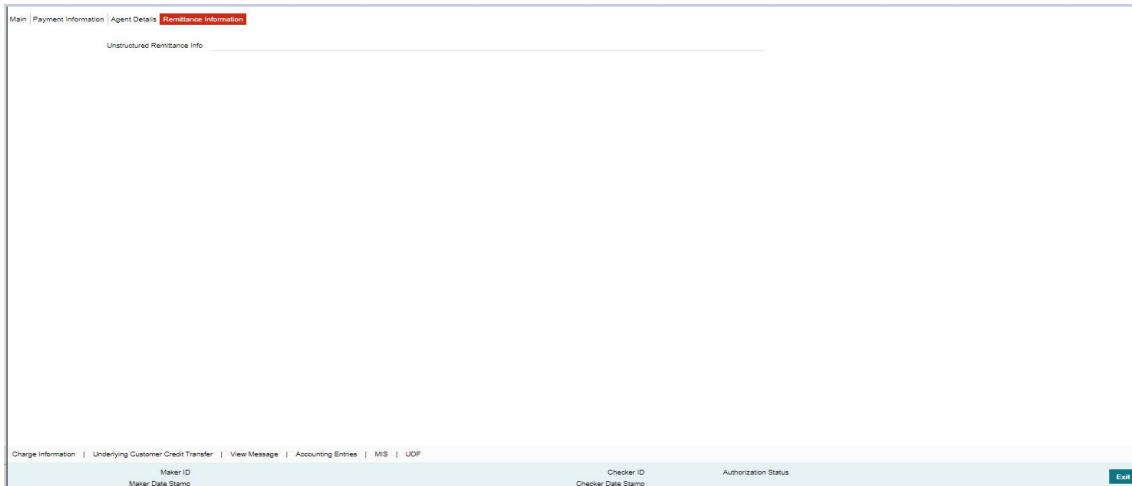 Main Payment Information Agent Details Remittance Information
Unstructured Remittance Info
Charge Information | Underlying Customer Credit Transfer | View Message | Accounting Entries | MIS | UDF
Maker ID Checker ID Authorization Status
Maker Date Stamp Checker Date Stamp
Exit